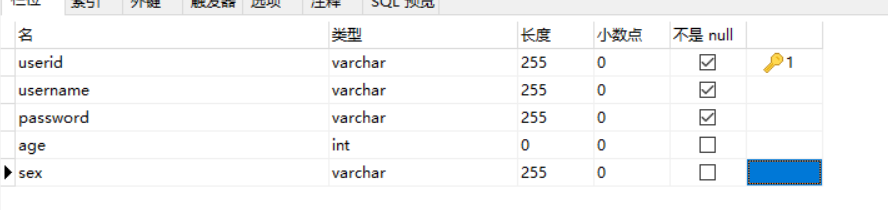 栏位 索引 外键 触发器 选项 注释 SQL 预览
名 类型 长度 小数点 不是 null
userid varchar 255 0 1
username varchar 255 0
password varchar 255 0
age int 0 0
sex varchar 255 0